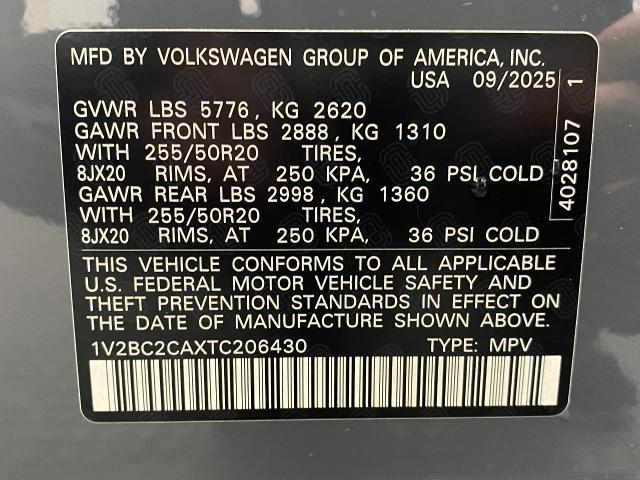 MFD BY VOLKSWAGEN GROUP OF AMERICA, INC.
USA 09/2025
GVWR LBS 5776, KG 2620
GAWR FRONT LBS 2888, KG 1310
WITH 255/50R20 TIRES,
8JX20 RIMS, AT 250 KPA, 36 PSI COLD
GAWR REAR LBS 2998, KG 1360
WITH 255/50R20 TIRES,
8JX20 RIMS, AT 250 KPA, 36 PSI COLD
THIS VEHICLE CONFORMS TO ALL APPLICABLE
U.S. FEDERAL MOTOR VEHICLE SAFETY AND
THEFT PREVENTION STANDARDS IN EFFECT ON
THE DATE OF MANUFACTURE SHOWN ABOVE.
1V2BC2CAXTC206430 TYPE: MPV
4028107 1